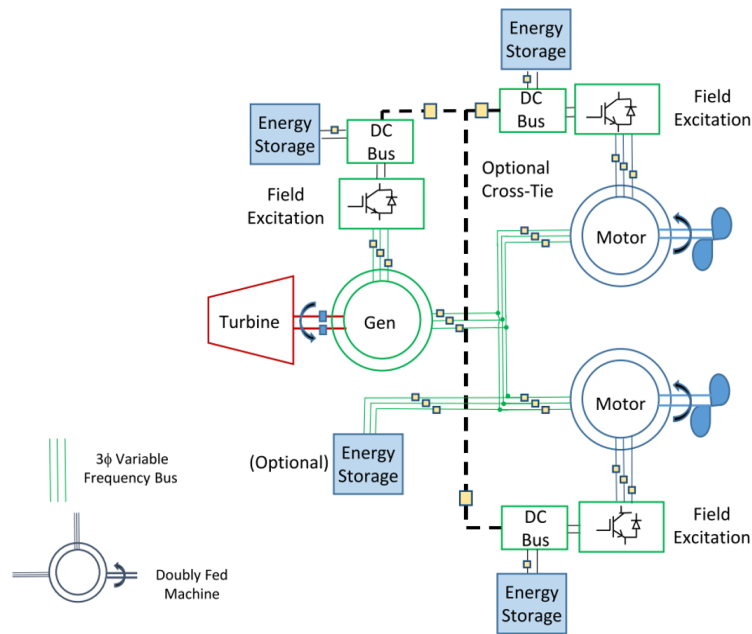 Energy
Storage
DC
Bus
Field
Excitation
Energy
Storage
DC
Bus
Field
Excitation
Optional
Cross-Tie
Motor
Turbine
Gen
Motor
(Optional)
Energy
Storage
3ϕ Variable
Frequency Bus
DC
Bus
Field
Excitation
Doubly Fed
Machine
Energy
Storage